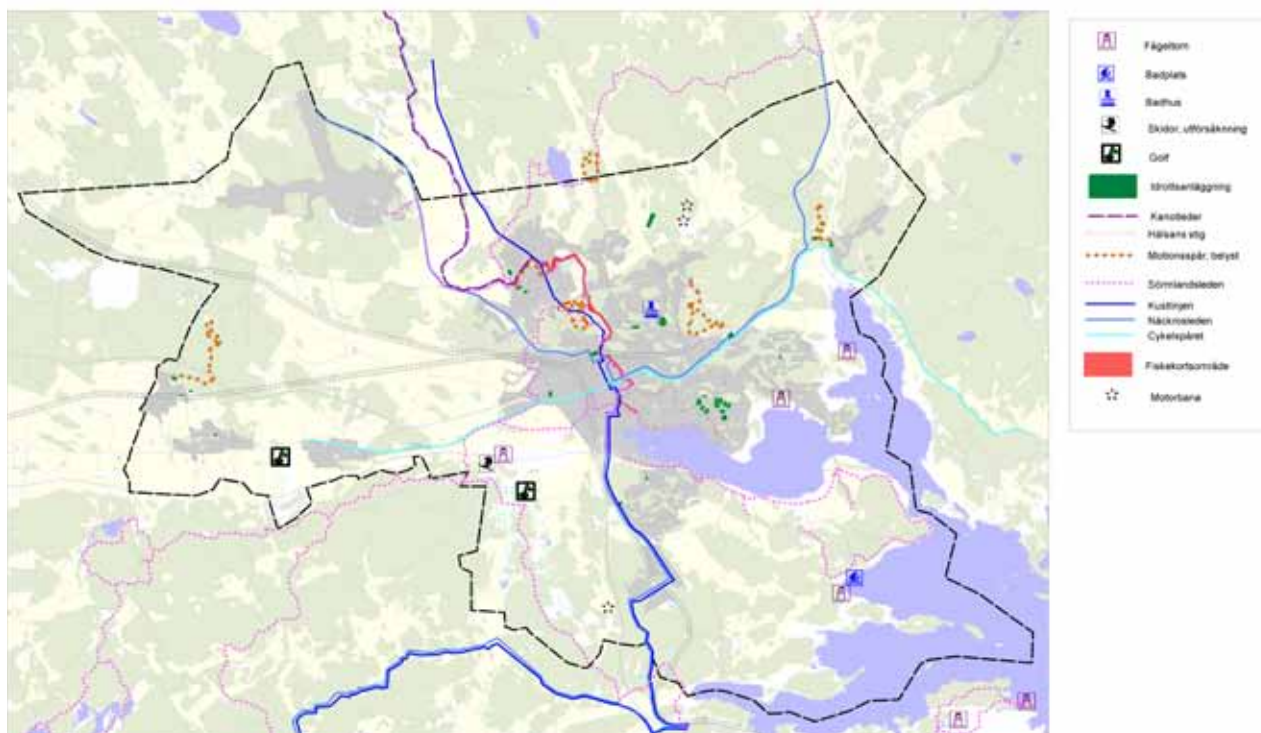 Fågeltorn
Badplats
Badhus
Skidor, utförsåkning
Golf
Idrottsanläggning
Kanotleder
Hälsans stig
Motionsspår, belyst
Sörmlandsleden
Kustlinjen
Näckrosleden
Cykelspåret
Fiskekortsområde
Motorbana